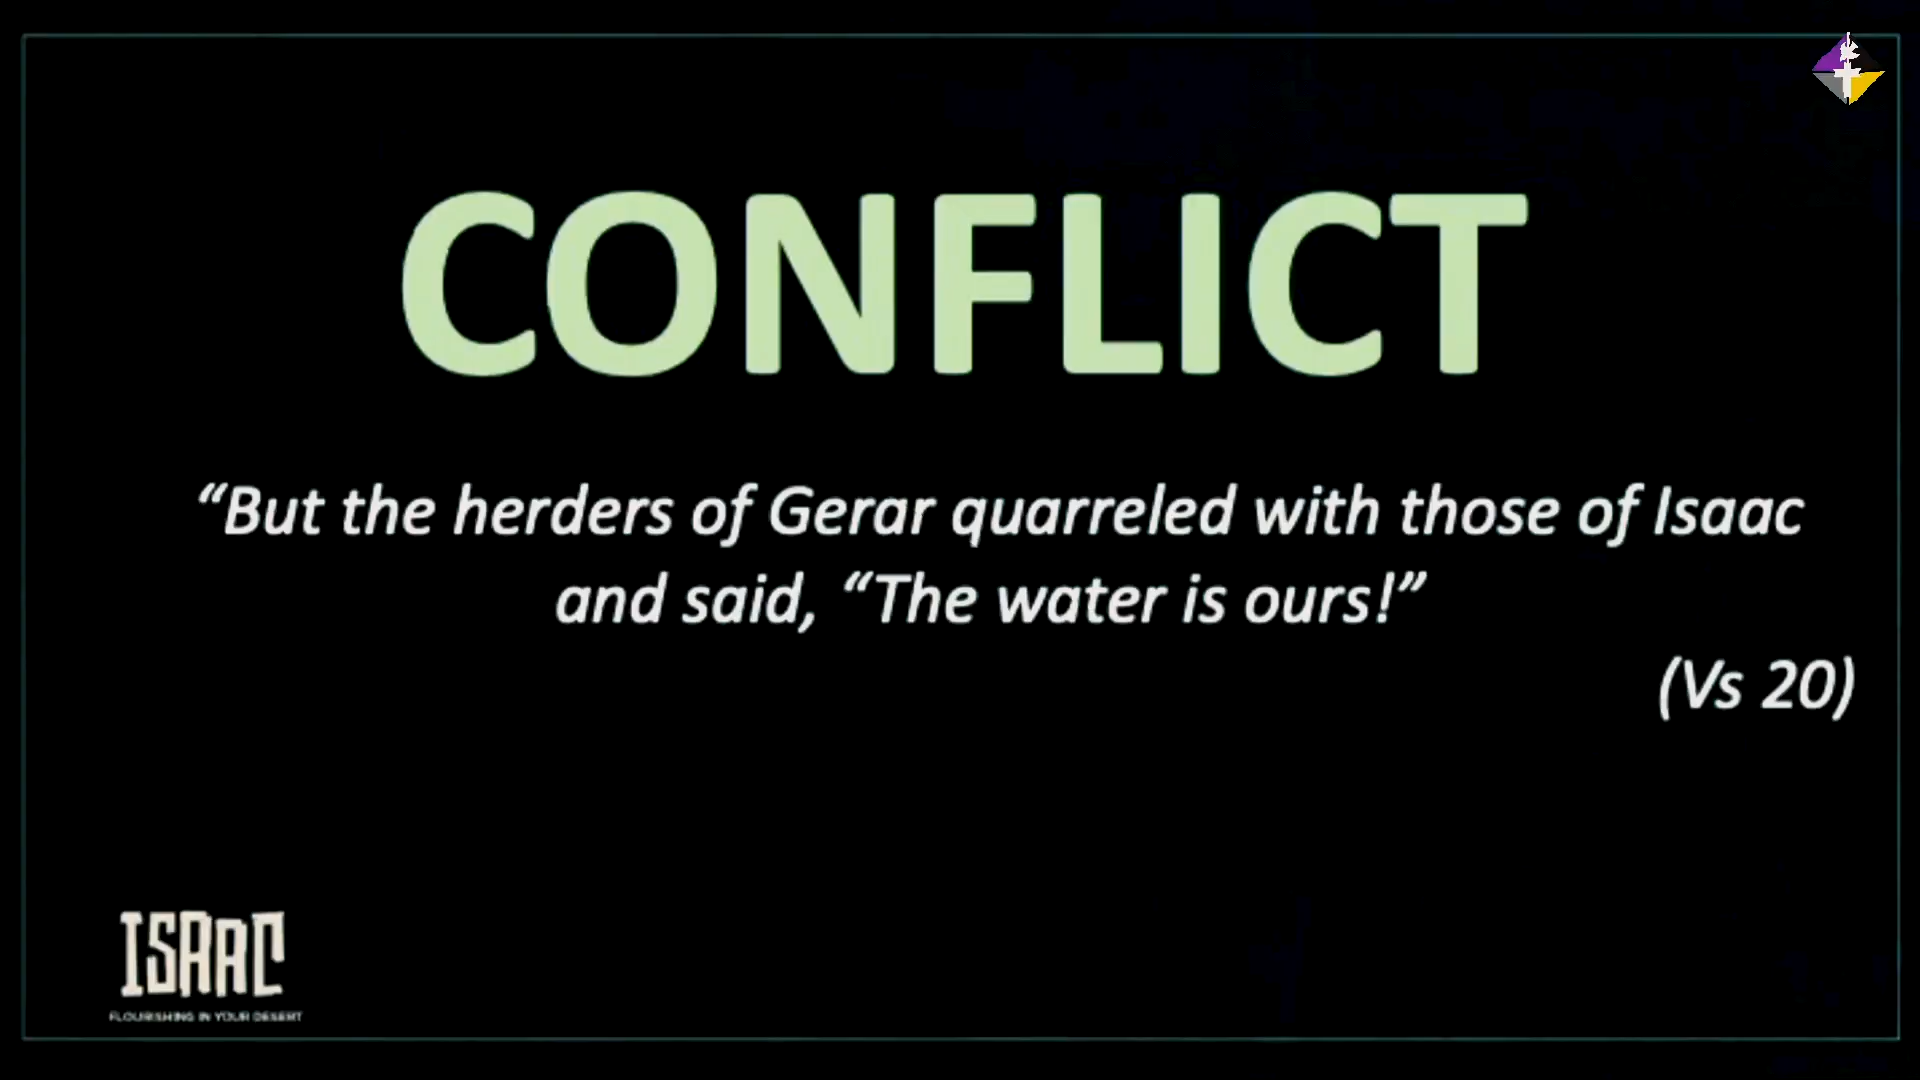 CONFLICT
“But the herders of Gerar quarreled with those of Isaac
and said, “The water is ours!”
(Vs 20)
ISAAC
FLOURISHING IN YOUR DESERT